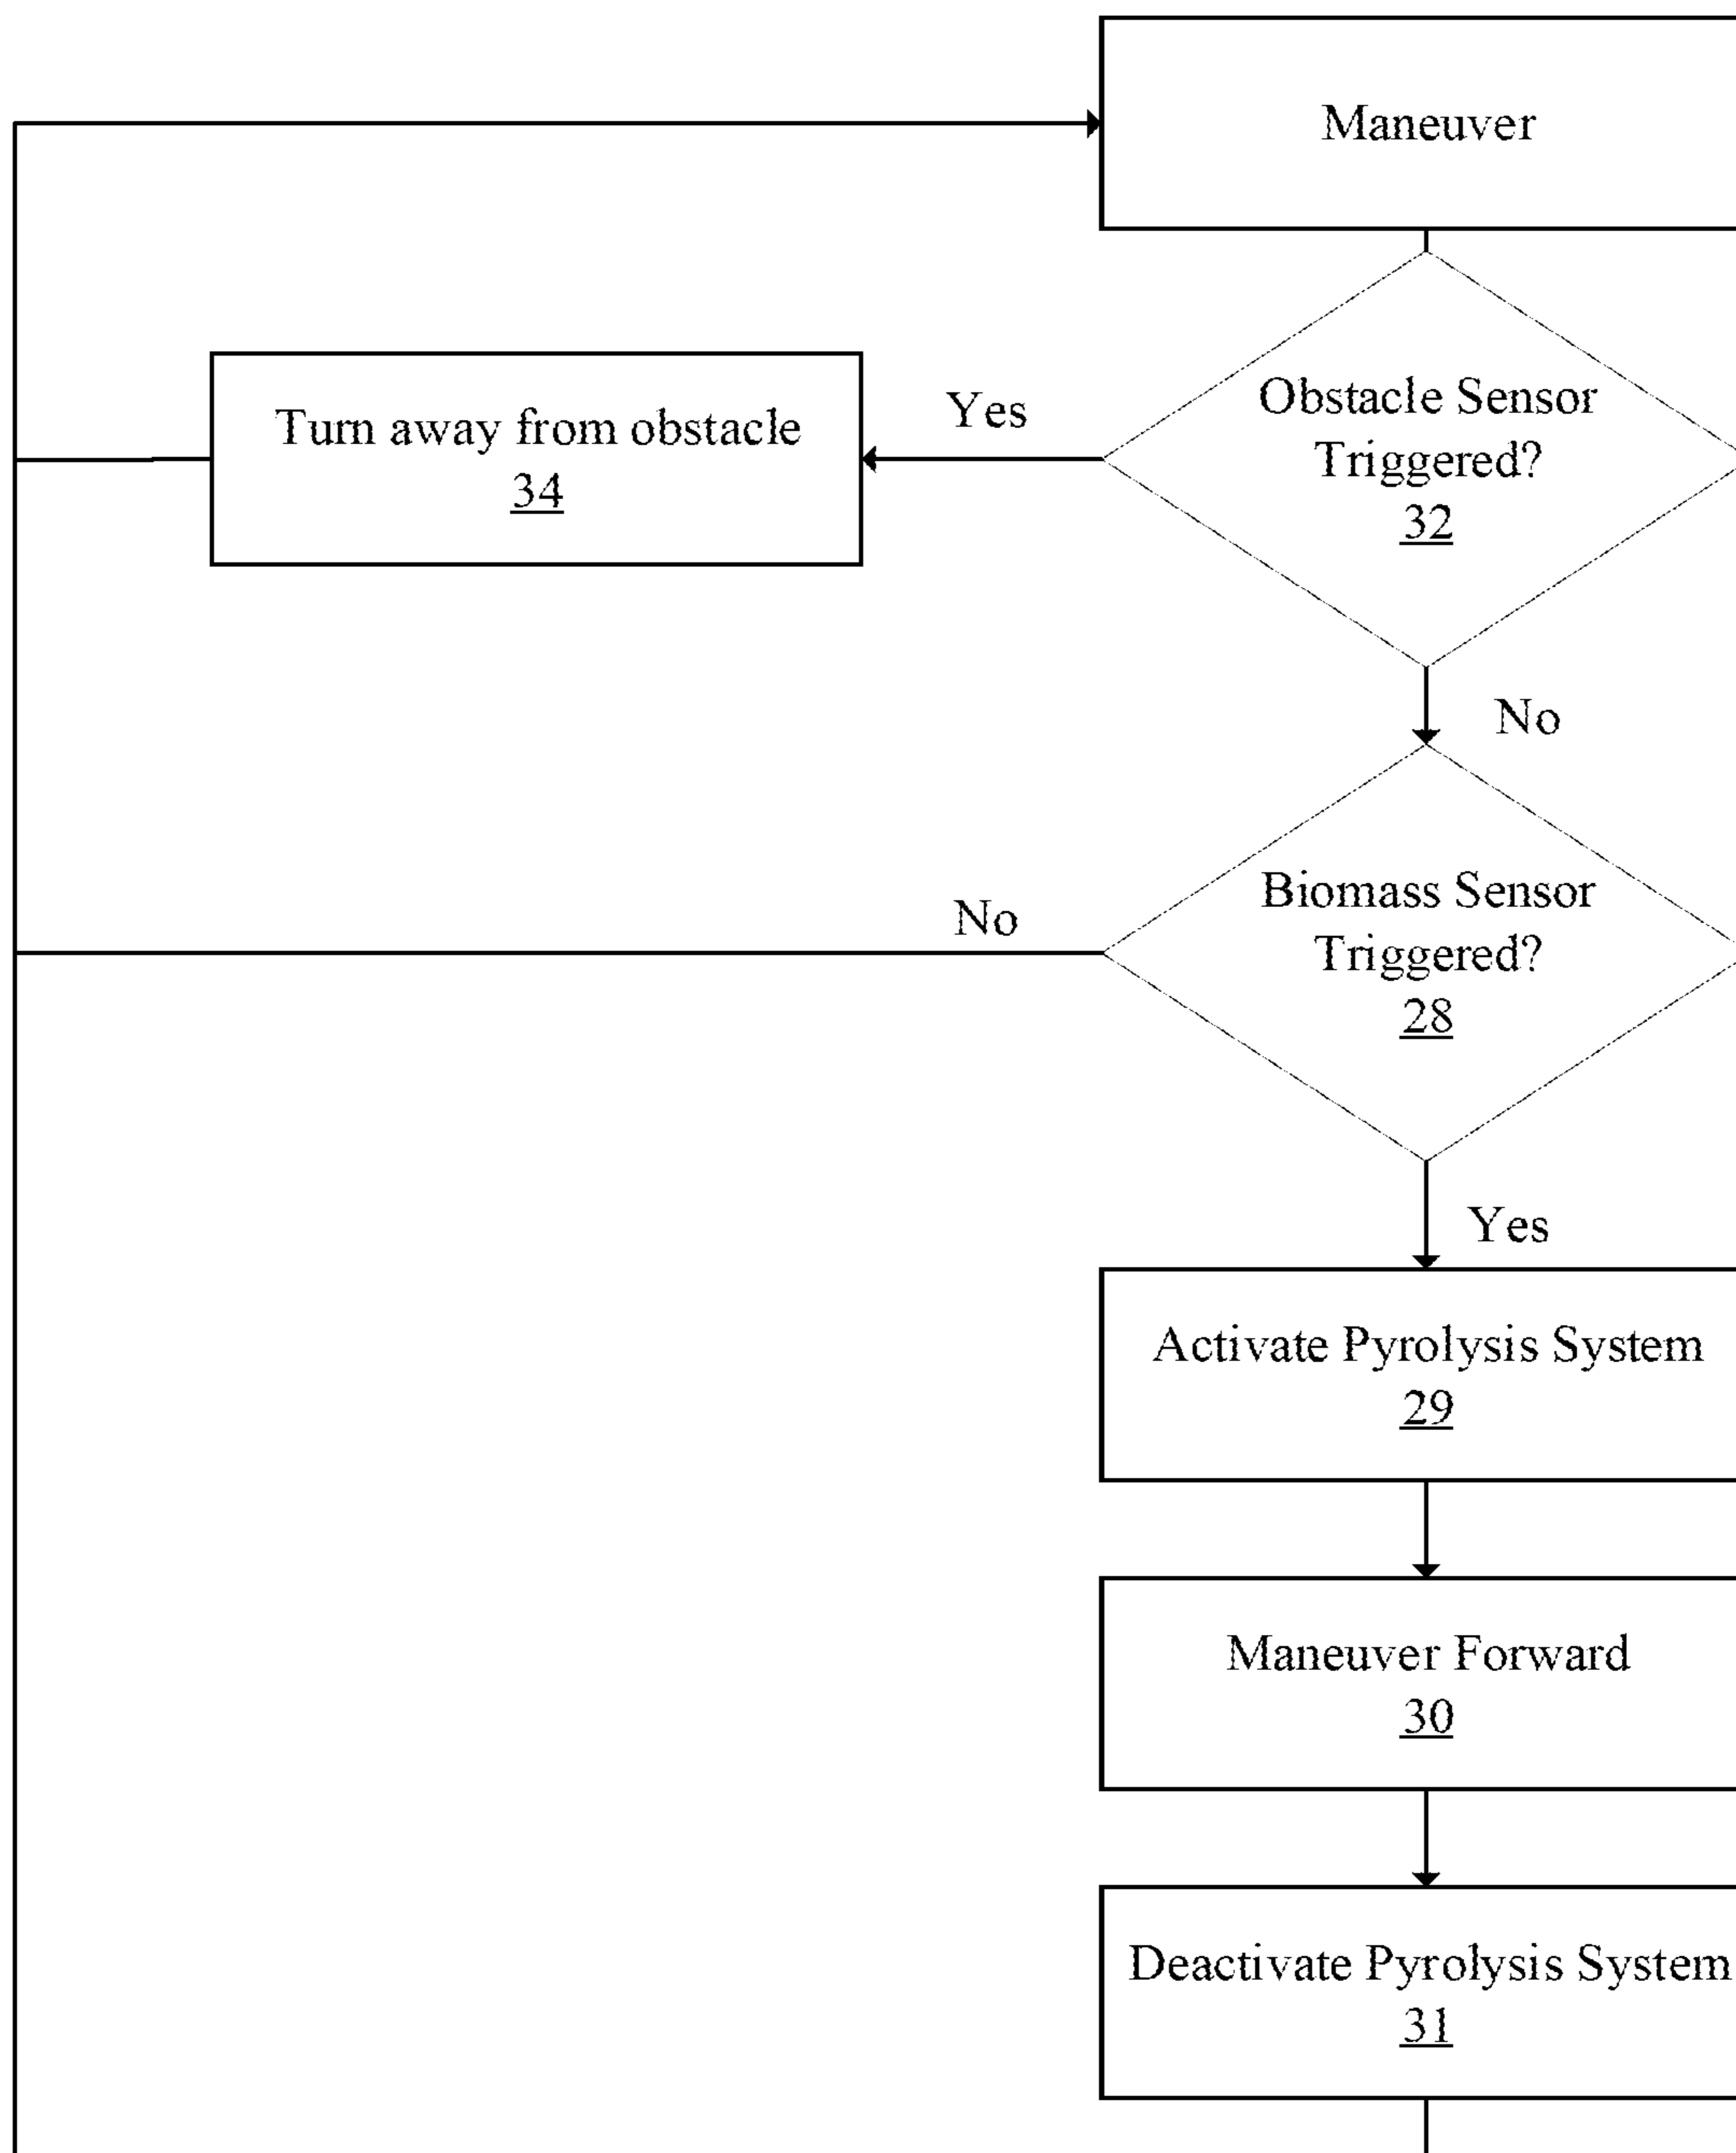 Maneuver
Obstacle Sensor
Triggered?
32
Yes
Turn away from obstacle
34
No
Biomass Sensor
Triggered?
28
No
Yes
Activate Pyrolysis System
29
Maneuver Forward
30
Deactivate Pyrolysis System
31